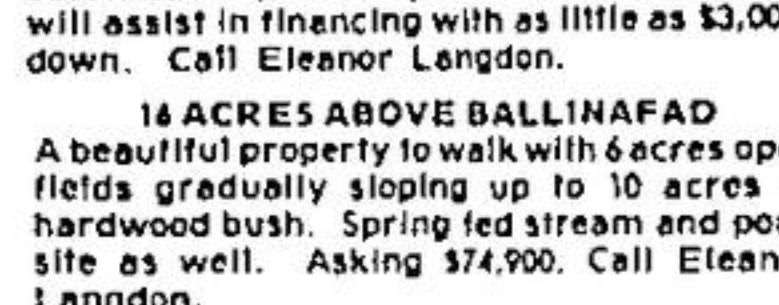 will assist in financing with as little as $3,00
down. Call Eleanor Langdon.
16 ACRES ABOVE BALLINAFAD
A beautiful property to walk with 6 acres op
fields gradually sloping up to 10 acres
hardwood bush. Spring fed stream and po
site as well. Asking $74,900. Call Elean
Langdon.